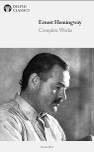 DELPHI
CLASSICS
Ernest Hemingway
Complete Works